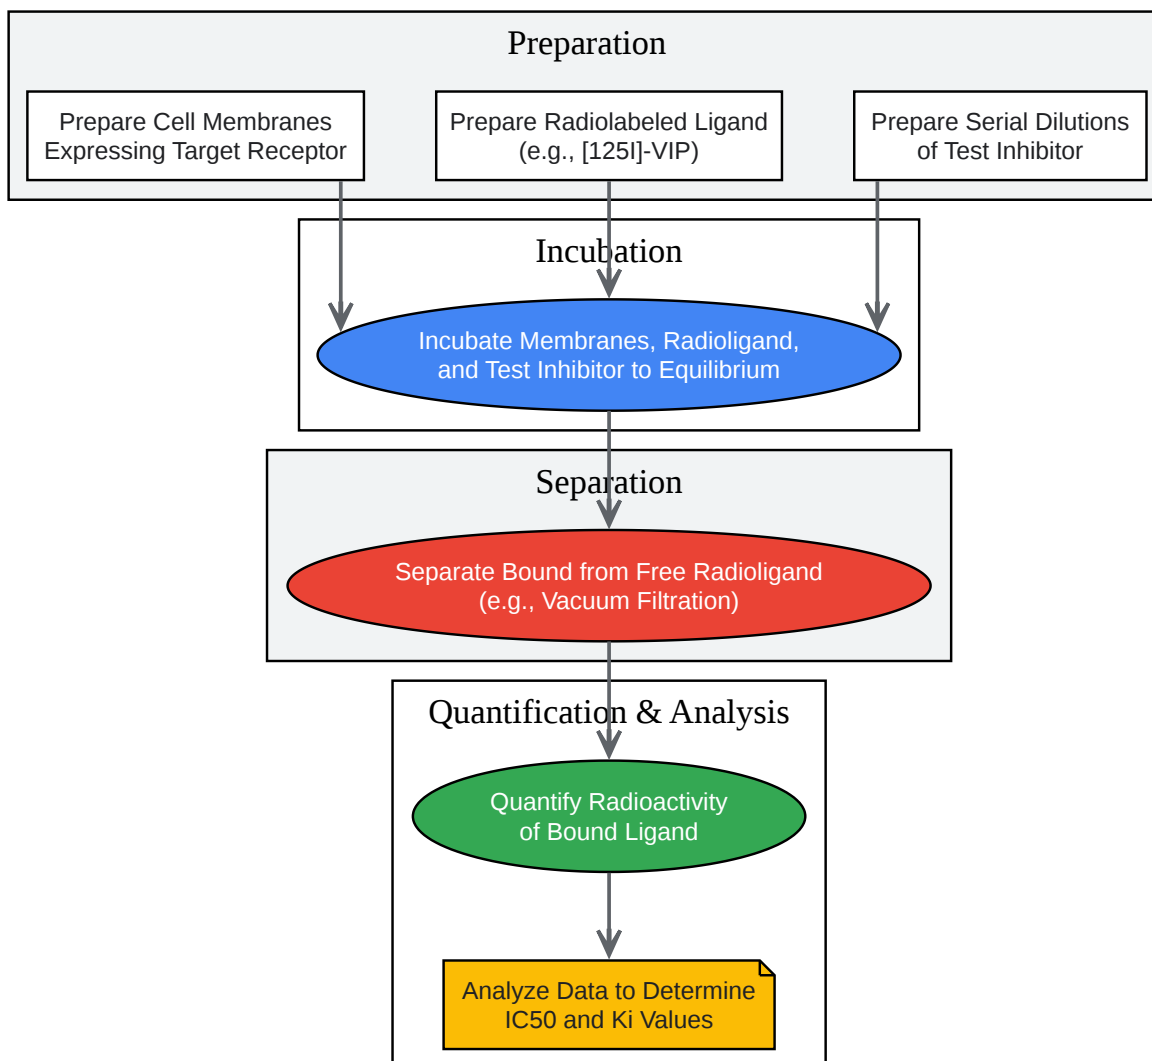 Preparation
Prepare Cell Membranes
Expressing Target Receptor
Prepare Radiolabeled Ligand
(e.g., [125I]-VIP)
Prepare Serial Dilutions
of Test Inhibitor
Incubation
Incubate Membranes, Radioligand,
and Test Inhibitor to Equilibrium
Separation
Separate Bound from Free Radioligand
(e.g., Vacuum Filtration)
Quantification & Analysis
Quantify Radioactivity
of Bound Ligand
Analyze Data to Determine
IC50 and Ki Values